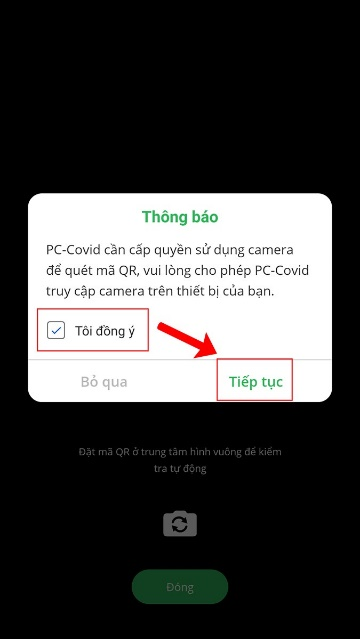 Thông báo
PC-Covid cần cấp quyền sử dụng camera
để quét mã QR, vui lòng cho phép PC-Covid
truy cập camera trên thiết bị của bạn.
Tôi đồng ý
Bỏ qua
Tiếp tục
Đặt mã QR ở trung tâm hình vuông để kiểm
tra tự động
Đóng